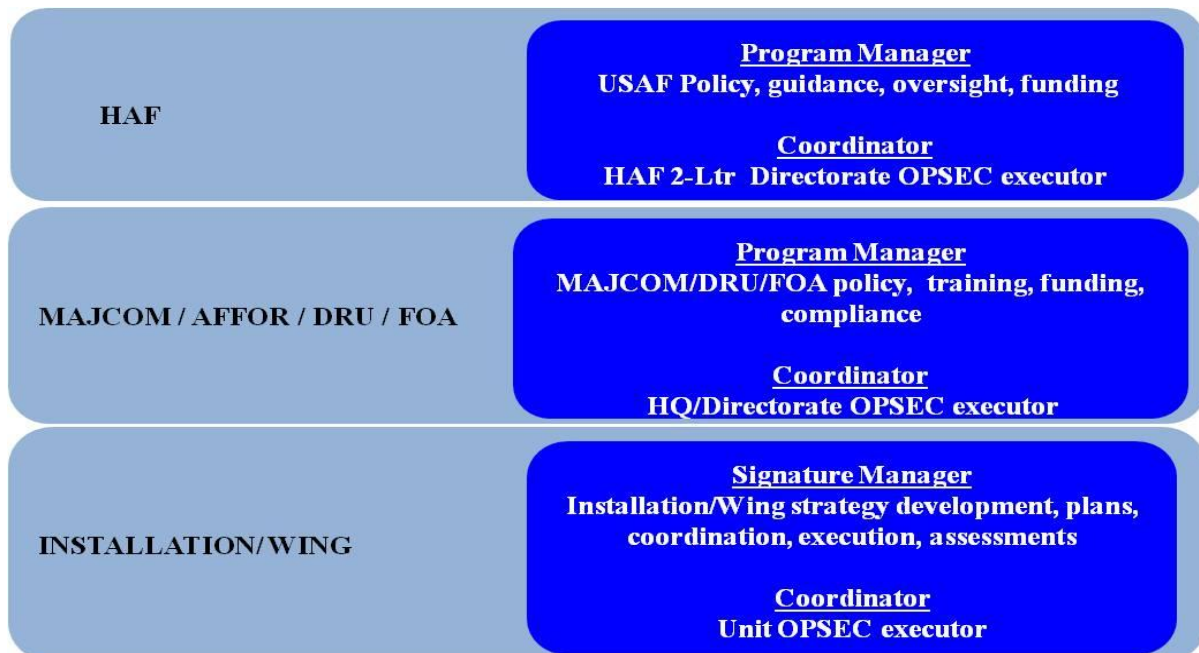 HAF
Program Manager
USAF Policy, guidance, oversight, funding
Coordinator
HAF 2-Ltr Directorate OPSEC executor
MAJCOM / AFFOR / DRU / FOA
Program Manager
MAJCOM/DRU/FOA policy, training, funding,
compliance
Coordinator
HQ/Directorate OPSEC executor
INSTALLATION/WING
Signature Manager
Installation/Wing strategy development, plans,
coordination, execution, assessments
Coordinator
Unit OPSEC executor